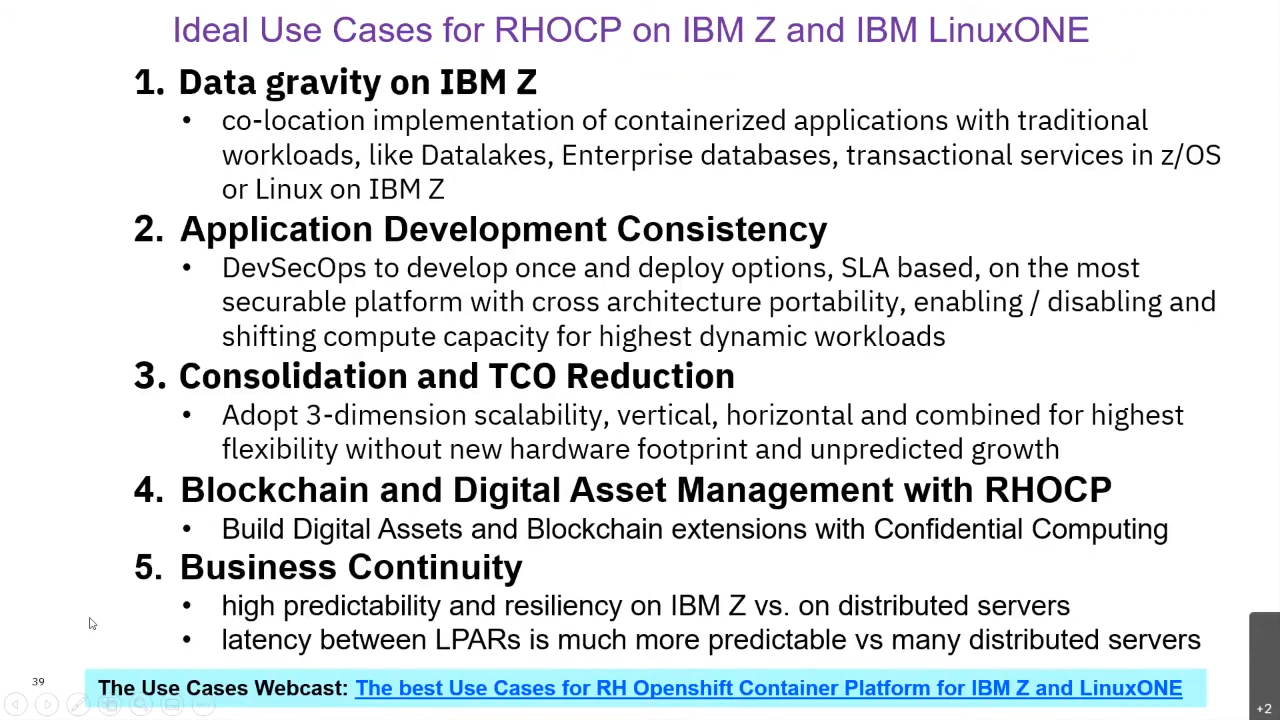 Ideal Use Cases for RHOCP on IBM Z and IBM LinuxONE
1. Data gravity on IBM Z
• co-location implementation of containerized applications with traditional
workloads, like Datalakes, Enterprise databases, transactional services in z/OS
or Linux on IBM Z
2. Application Development Consistency
• DevSecOps to develop once and deploy options, SLA based, on the most
securable platform with cross architecture portability, enabling / disabling and
shifting compute capacity for highest dynamic workloads
3. Consolidation and TCO Reduction
• Adopt 3-dimension scalability, vertical, horizontal and combined for highest
flexibility without new hardware footprint and unpredicted growth
4. Blockchain and Digital Asset Management with RHOCP
• Build Digital Assets and Blockchain extensions with Confidential Computing
5. Business Continuity
• high predictability and resiliency on IBM Z vs. on distributed servers
• latency between LPARs is much more predictable vs many distributed servers
39
The Use Cases Webcast: The best Use Cases for RH Openshift Container Platform for IBM Z and LinuxONE
+2